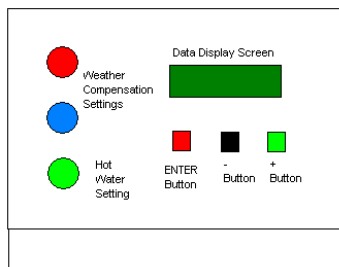 Data Display Screen
Weather
Compensation
Settings
Hot
Water
Setting
ENTER
Button
-
Button
+
Button